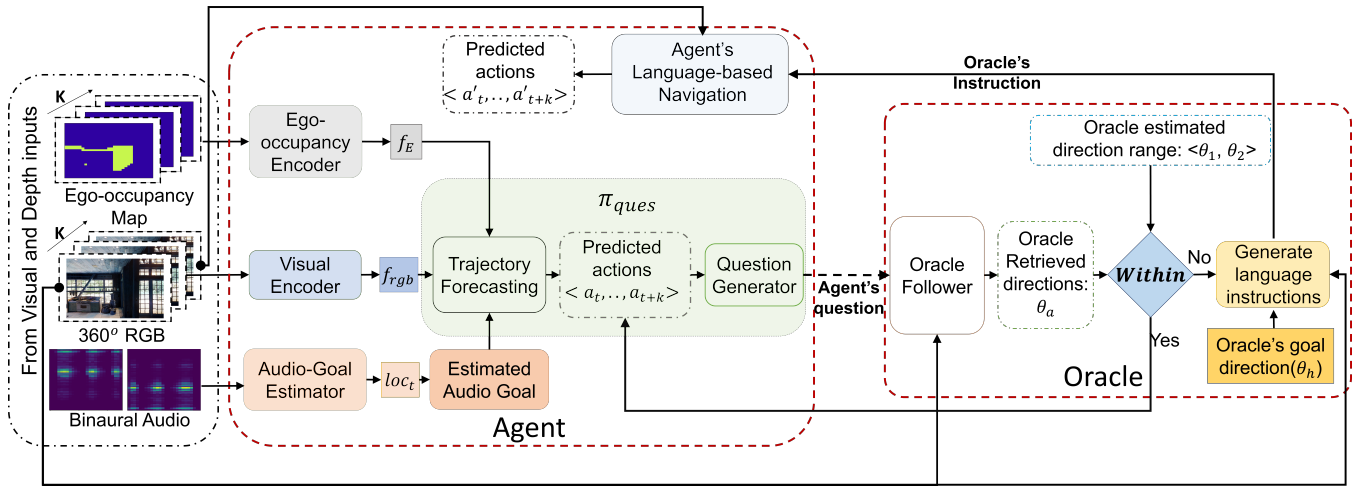 From Visual and Depth inputs
K
Ego-occupancy
Map
K
360º RGB
Binaural Audio
Ego-
occupancy
Encoder
f_E
Visual
Encoder
f_rgb
Audio-Goal
Estimator
loc_t
Estimated
Audio Goal
Predicted
actions
< a′_t,..,a′_{t+k}>
Agent's
Language-based
Navigation
π_ques
Trajectory
Forecasting
Predicted
actions
< a_t,..,a_{t+k}>
Question
Generator
Agent
Agent's
question
Oracle's
Instruction
Oracle
Follower
Oracle
Retrieved
directions:
θ_a
Oracle estimated
direction range: <θ_1, θ_2>
Within
No
Yes
Generate
language
instructions
Oracle's goal
direction(θ_h)
Oracle